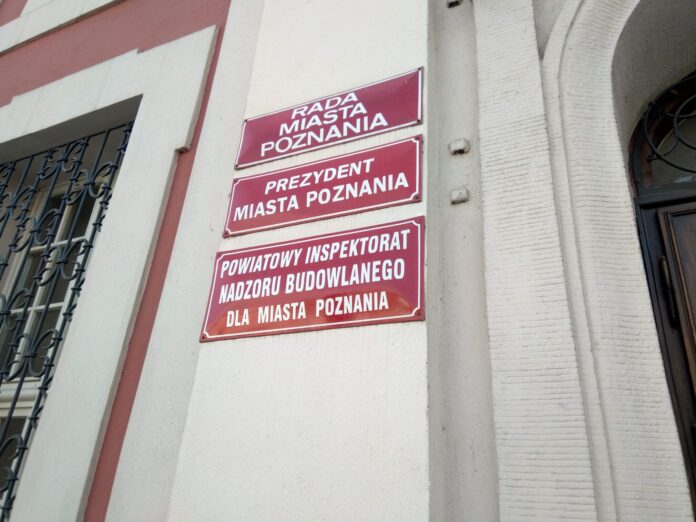 RADA
MIASTA
POZNANIA
PREZYDENT
MIASTA POZNANIA
POWIATOWY INSPEKTORAT
NADZORU BUDOWLANEGO
DLA MIASTA POZNANIA